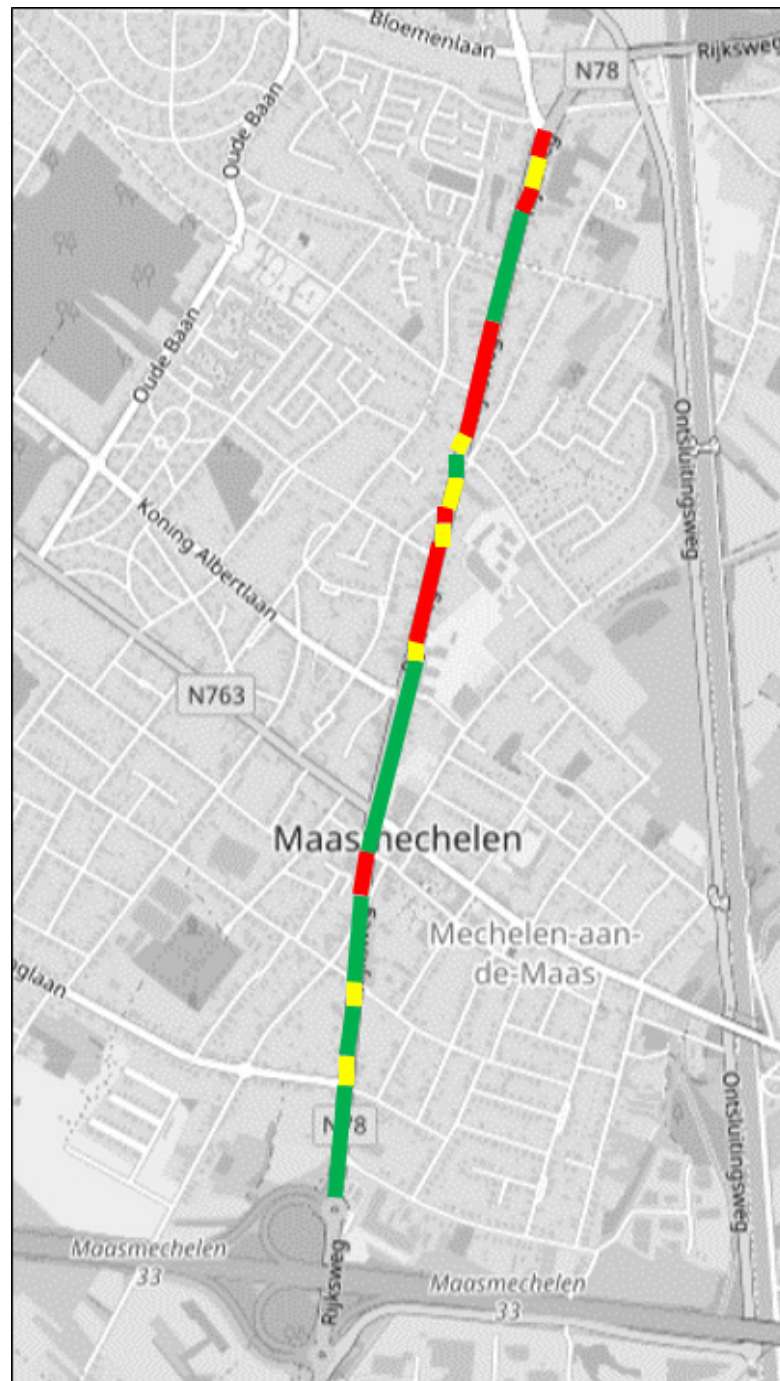 Bloemenlaan
Rijksweg
N78
Oude Baan
Oude Baan
Ontsluitingsweg
Koning Albertlaan
N763
Maasmechelen
Mechelen-aan-
de-Maas
glaan
Ontsluitingsweg
N78
Maasmechelen
33
Rijksweg
Maasmechelen
33